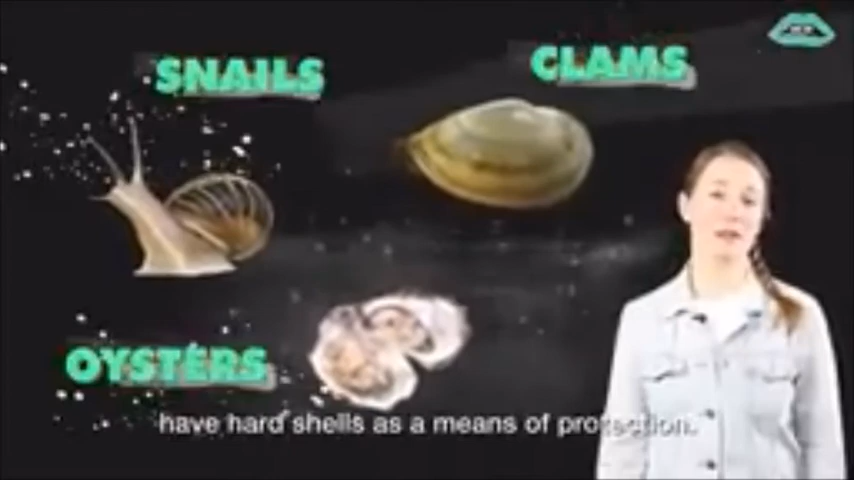 SNAILS
CLAMS
OYSTERS
have hard shells as a means of protection.